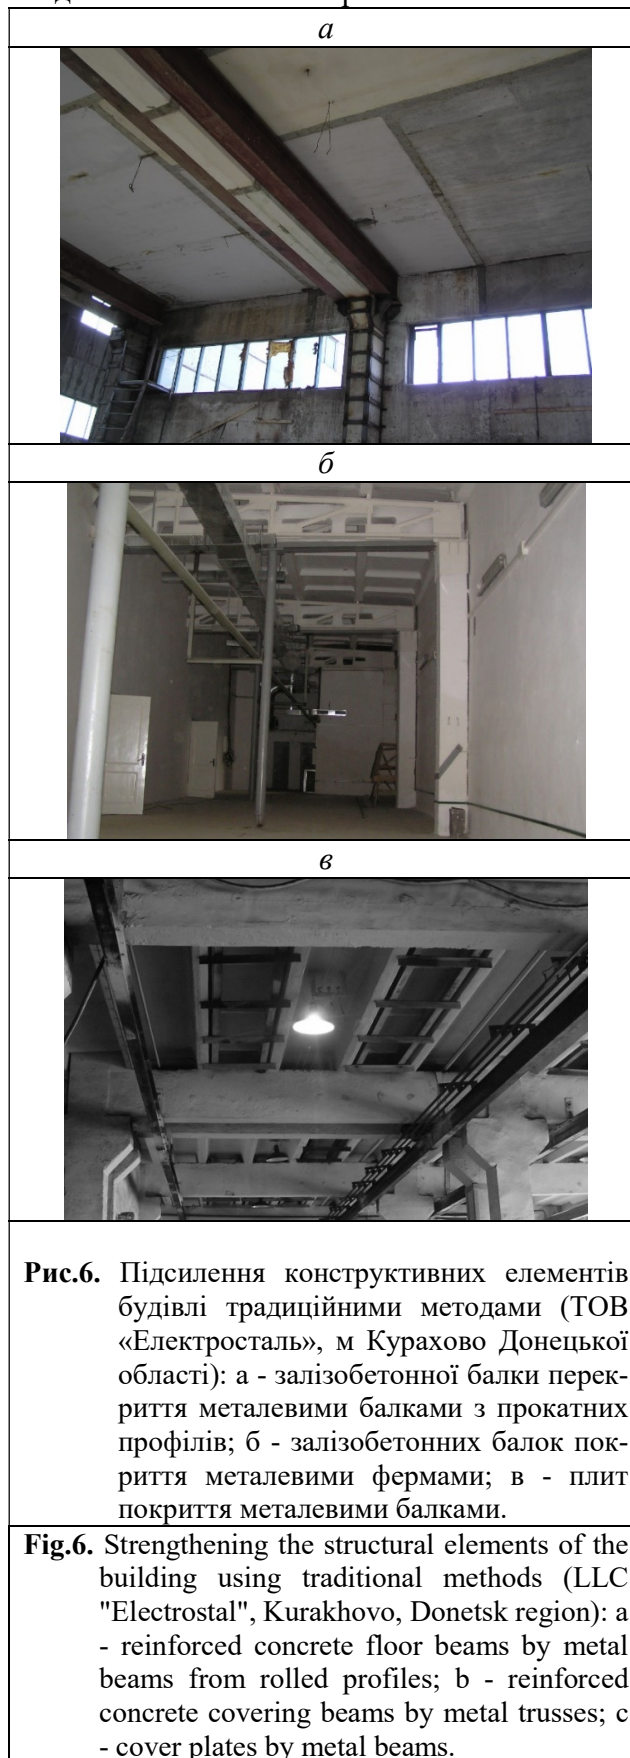 а
б
в
Рис.6. Підсилення конструктивних елементів
будівлі традиційними методами (ТОВ
«Електросталь», м Курахово Донецької
області): а - залізобетонної балки перек-
риття металевими балками з прокатних
профілів; б - залізобетонних балок пок-
риття металевими фермами; в - плит
покриття металевими балками.
Fig.6. Strengthening the structural elements of the
building using traditional methods (LLC
"Electrostal", Kurakhovo, Donetsk region): a
- reinforced concrete floor beams by metal
beams from rolled profiles; b - reinforced
concrete covering beams by metal trusses; c
- cover plates by metal beams.